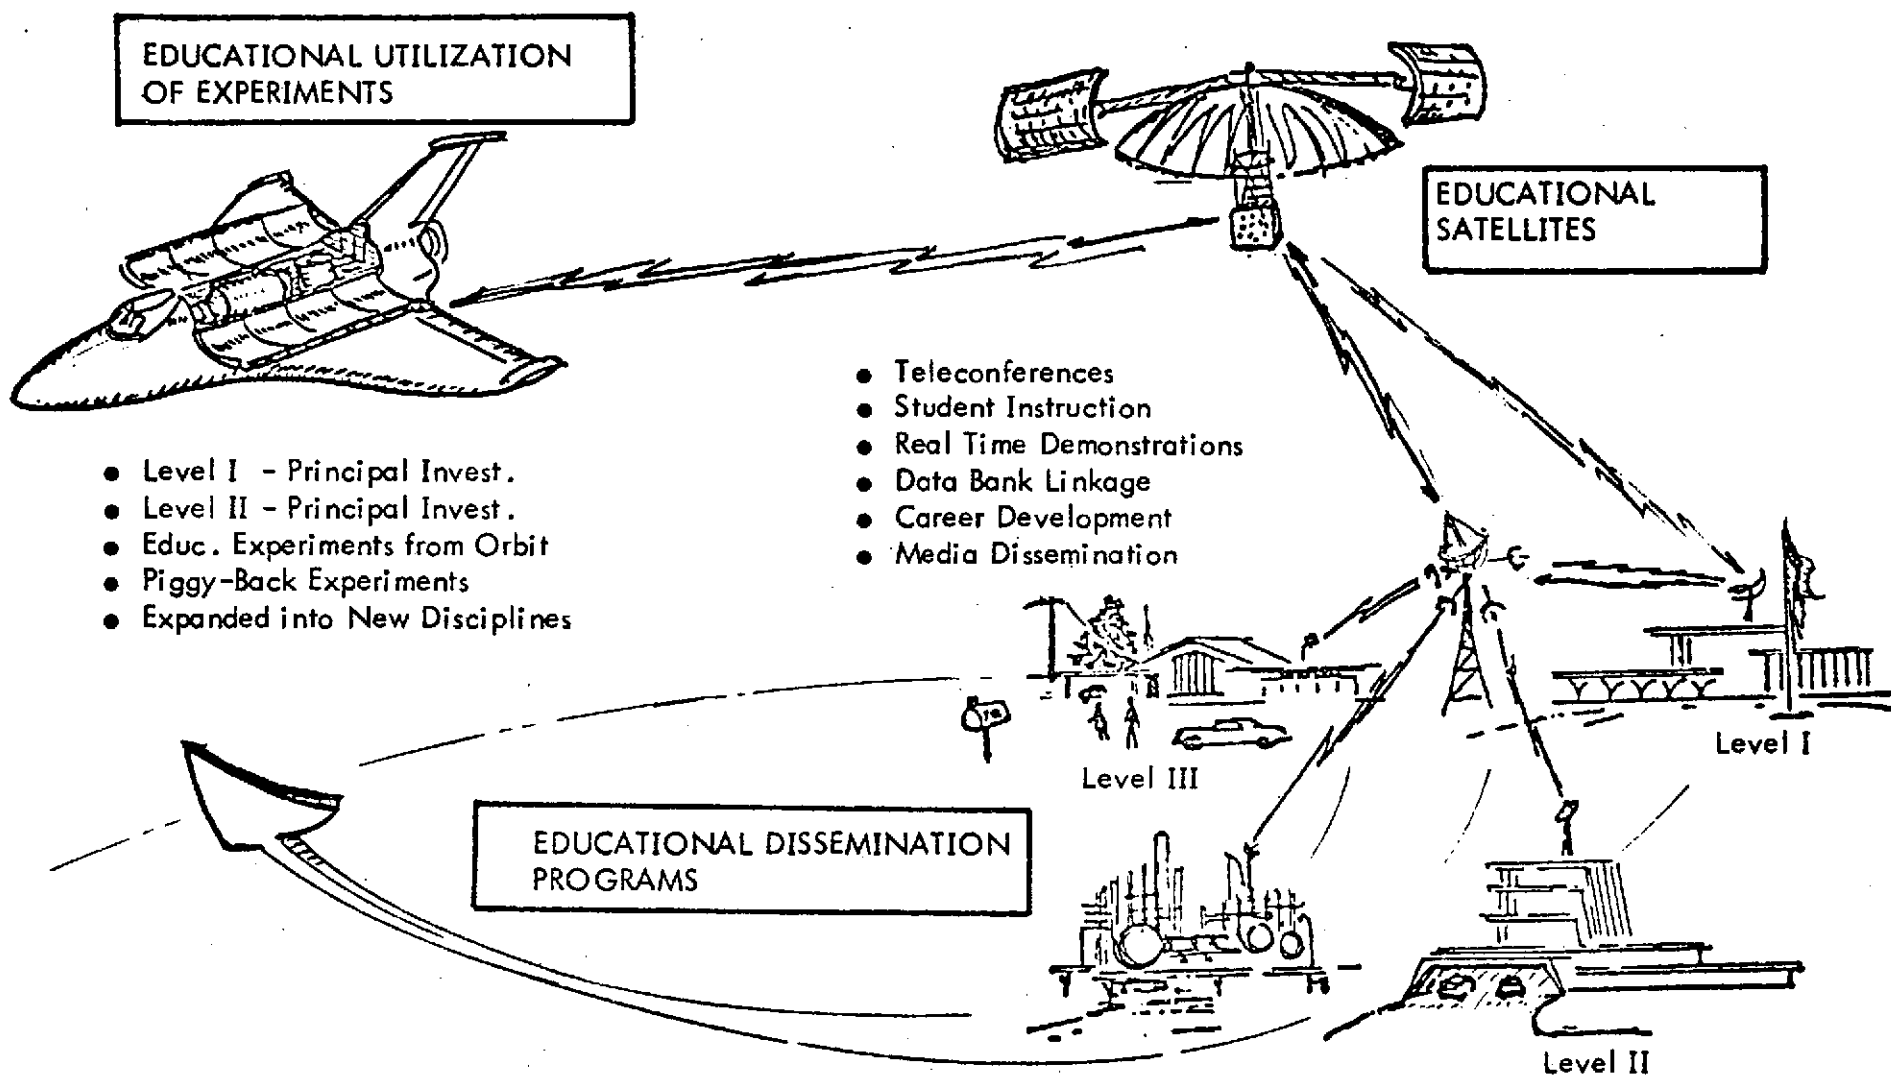 EDUCATIONAL UTILIZATION
OF EXPERIMENTS
EDUCATIONAL
SATELLITES
● Teleconferences
● Student Instruction
● Real Time Demonstrations
● Data Bank Linkage
● Career Development
● Media Dissemination
● Level I - Principal Invest.
● Level II - Principal Invest.
● Educ. Experiments from Orbit
● Piggy-Back Experiments
● Expanded into New Disciplines
Level I
Level III
EDUCATIONAL DISSEMINATION
PROGRAMS
Level II